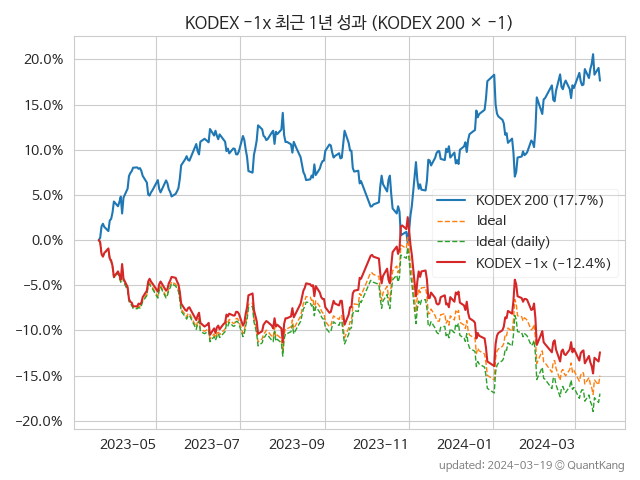 KODEX −1x 최근 1년 성과 (KODEX 200 × −1)
20.0%
15.0%
10.0%
5.0%
0.0%
−5.0%
−10.0%
−15.0%
−20.0%
KODEX 200 (17.7%)
Ideal
Ideal (daily)
KODEX −1x (−12.4%)
2023-05 2023-07 2023-09 2023-11 2024-01 2024-03
updated: 2024-03-19 ⓒ QuantKang